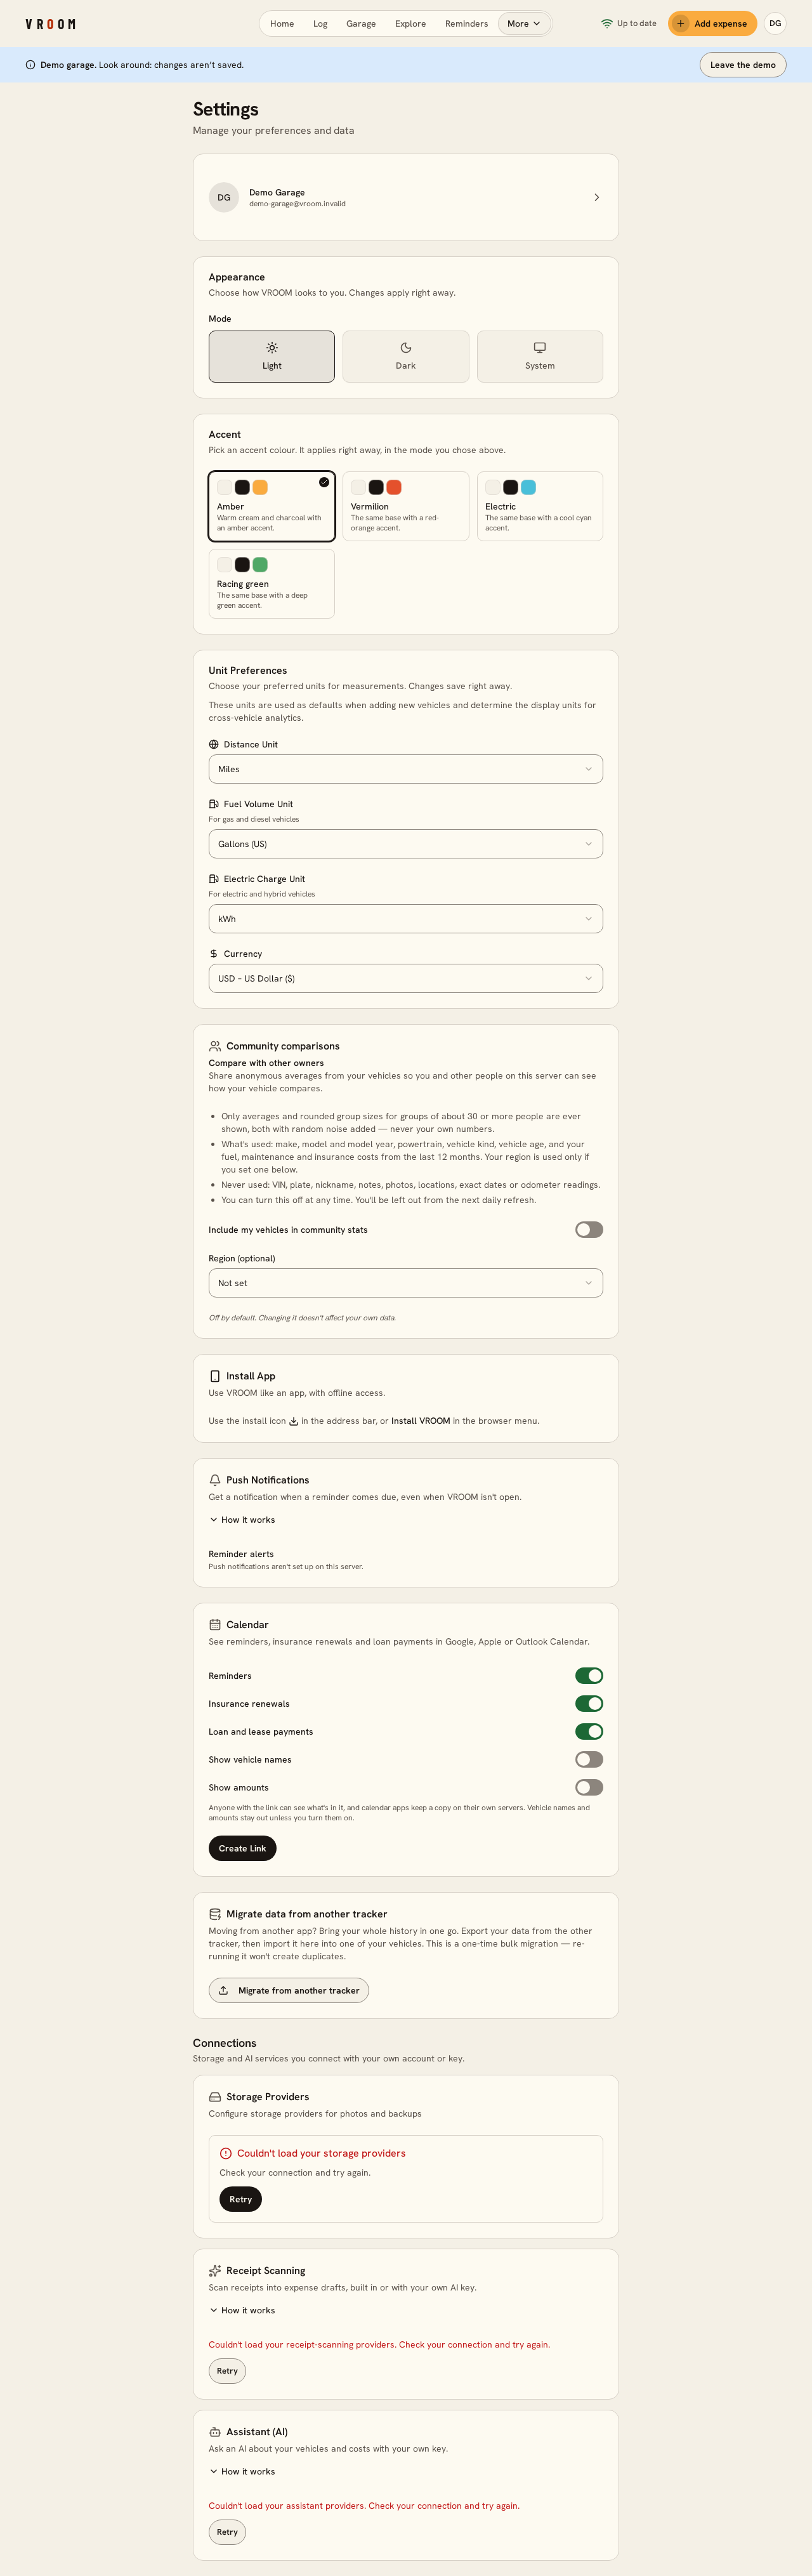 VROOM
Home
Log
Garage
Explore
Reminders
More
Up to date
Add expense
DG
Demo garage. Look around: changes aren't saved.
Leave the demo
Settings
Manage your preferences and data
DG
Demo Garage
demo-garage@vroom.invalid
Appearance
Choose how VROOM looks to you. Changes apply right away.
Mode
Light
Dark
System
Accent
Pick an accent colour. It applies right away, in the mode you chose above.
Amber
Warm cream and charcoal with
an amber accent.
Vermilion
The same base with a red-
orange accent.
Electric
The same base with a cool cyan
accent.
Racing green
The same base with a deep
green accent.
Unit Preferences
Choose your preferred units for measurements. Changes save right away.
These units are used as defaults when adding new vehicles and determine the display units for
cross-vehicle analytics.
Distance Unit
Miles
Fuel Volume Unit
For gas and diesel vehicles
Gallons (US)
Electric Charge Unit
For electric and hybrid vehicles
kWh
Currency
USD - US Dollar ($)
Community comparisons
Compare with other owners
Share anonymous averages from your vehicles so you and other people on this server can see
how your vehicle compares.
• Only averages and rounded group sizes for groups of about 30 or more people are ever
shown, both with random noise added — never your own numbers.
• What's used: make, model and model year, powertrain, vehicle kind, vehicle age, and your
fuel, maintenance and insurance costs from the last 12 months. Your region is used only if
you set one below.
• Never used: VIN, plate, nickname, notes, photos, locations, exact dates or odometer readings.
• You can turn this off at any time. You'll be left out from the next daily refresh.
Include my vehicles in community stats
Region (optional)
Not set
Off by default. Changing it doesn't affect your own data.
Install App
Use VROOM like an app, with offline access.
Use the install icon in the address bar, or Install VROOM in the browser menu.
Push Notifications
Get a notification when a reminder comes due, even when VROOM isn't open.
How it works
Reminder alerts
Push notifications aren't set up on this server.
Calendar
See reminders, insurance renewals and loan payments in Google, Apple or Outlook Calendar.
Reminders
Insurance renewals
Loan and lease payments
Show vehicle names
Show amounts
Anyone with the link can see what's in it, and calendar apps keep a copy on their own servers. Vehicle names and
amounts stay out unless you turn them on.
Create Link
Migrate data from another tracker
Moving from another app? Bring your whole history in one go. Export your data from the other
tracker, then import it here into one of your vehicles. This is a one-time bulk migration — re-
running it won't create duplicates.
Migrate from another tracker
Connections
Storage and AI services you connect with your own account or key.
Storage Providers
Configure storage providers for photos and backups
Couldn't load your storage providers
Check your connection and try again.
Retry
Receipt Scanning
Scan receipts into expense drafts, built in or with your own AI key.
How it works
Couldn't load your receipt-scanning providers. Check your connection and try again.
Retry
Assistant (AI)
Ask an AI about your vehicles and costs with your own key.
How it works
Couldn't load your assistant providers. Check your connection and try again.
Retry